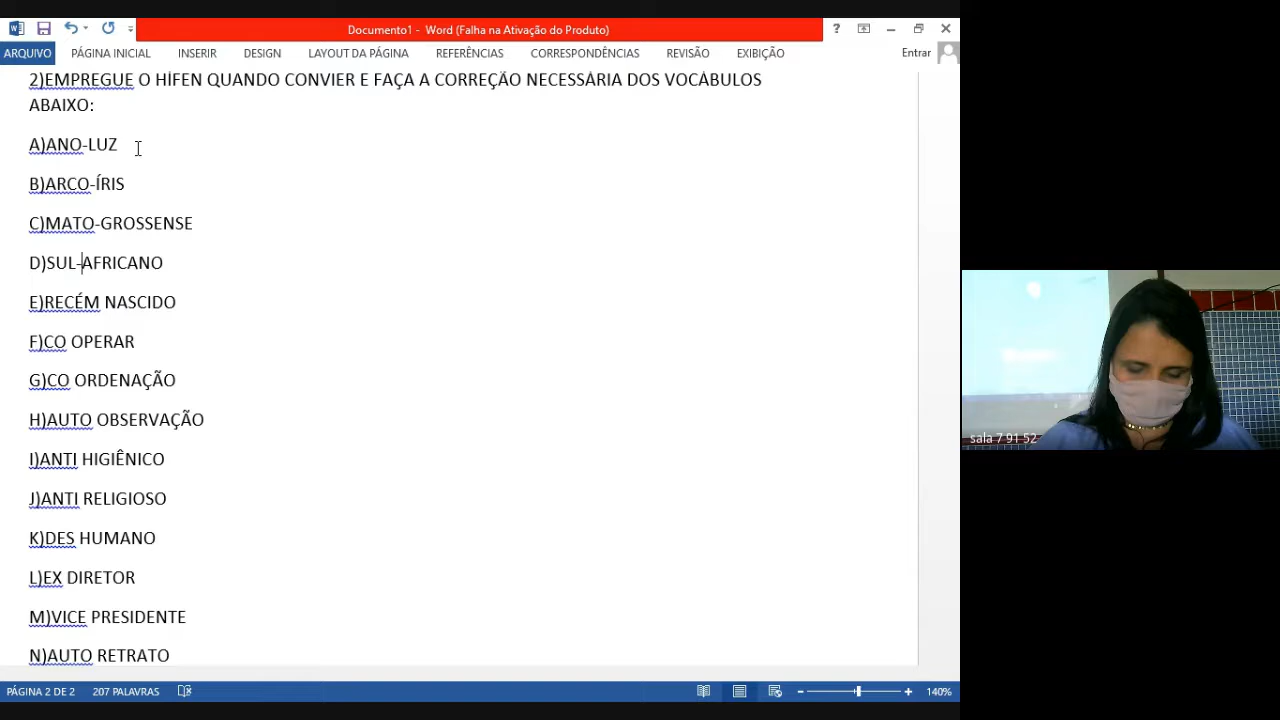 Documento1 - Word (Falha na Ativação do Produto)
ARQUIVO PÁGINA INICIAL INSERIR DESIGN LAYOUT DA PÁGINA REFERÊNCIAS CORRESPONDÊNCIAS REVISÃO EXIBIÇÃO Entrar
2)EMPREGUE O HÍFEN QUANDO CONVIER E FAÇA A CORREÇÃO NECESSÁRIA DOS VOCÁBULOS
ABAIXO:
A)ANO-LUZ
B)ARCO-ÍRIS
C)MATO-GROSSENSE
D)SUL-AFRICANO
E)RECÉM NASCIDO
F)CO OPERAR
G)CO ORDENAÇÃO
H)AUTO OBSERVAÇÃO
I)ANTI HIGIÊNICO
J)ANTI RELIGIOSO
K)DES HUMANO
L)EX DIRETOR
M)VICE PRESIDENTE
N)AUTO RETRATO
sala 7 91 52
PÁGINA 2 DE 2 207 PALAVRAS 140%